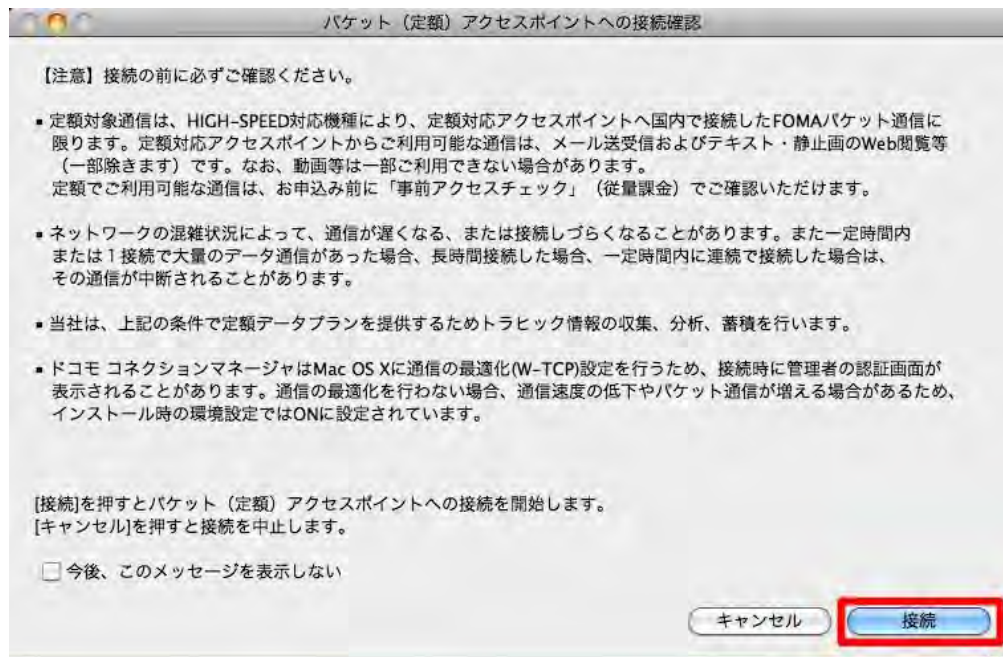 パケット（定額）アクセスポイントへの接続確認
【注意】接続の前に必ずご確認ください。
▪ 定額対象通信は、HIGH-SPEED対応機種により、定額対応アクセスポイントへ国内で接続したFOMAパケット通信に
限ります。定額対応アクセスポイントからご利用可能な通信は、メール送受信およびテキスト・静止画のWeb閲覧等
（一部除きます）です。なお、動画等は一部ご利用できない場合があります。
定額でご利用可能な通信は、お申込み前に「事前アクセスチェック」（従量課金）でご確認いただけます。
▪ ネットワークの混雑状況によって、通信が遅くなる、または接続しづらくなることがあります。また一定時間内
または１接続で大量のデータ通信があった場合、長時間接続した場合、一定時間内に連続で接続した場合は、
その通信が中断されることがあります。
▪ 当社は、上記の条件で定額データプランを提供するためトラヒック情報の収集、分析、蓄積を行います。
▪ ドコモ コネクションマネージャはMac OS Xに通信の最適化(W-TCP)設定を行うため、接続時に管理者の認証画面が
表示されることがあります。通信の最適化を行わない場合、通信速度の低下やパケット通信が増える場合があるため、
インストール時の環境設定ではONに設定されています。
[接続]を押すとパケット（定額）アクセスポイントへの接続を開始します。
[キャンセル]を押すと接続を中止します。
今後、このメッセージを表示しない
キャンセル
接続